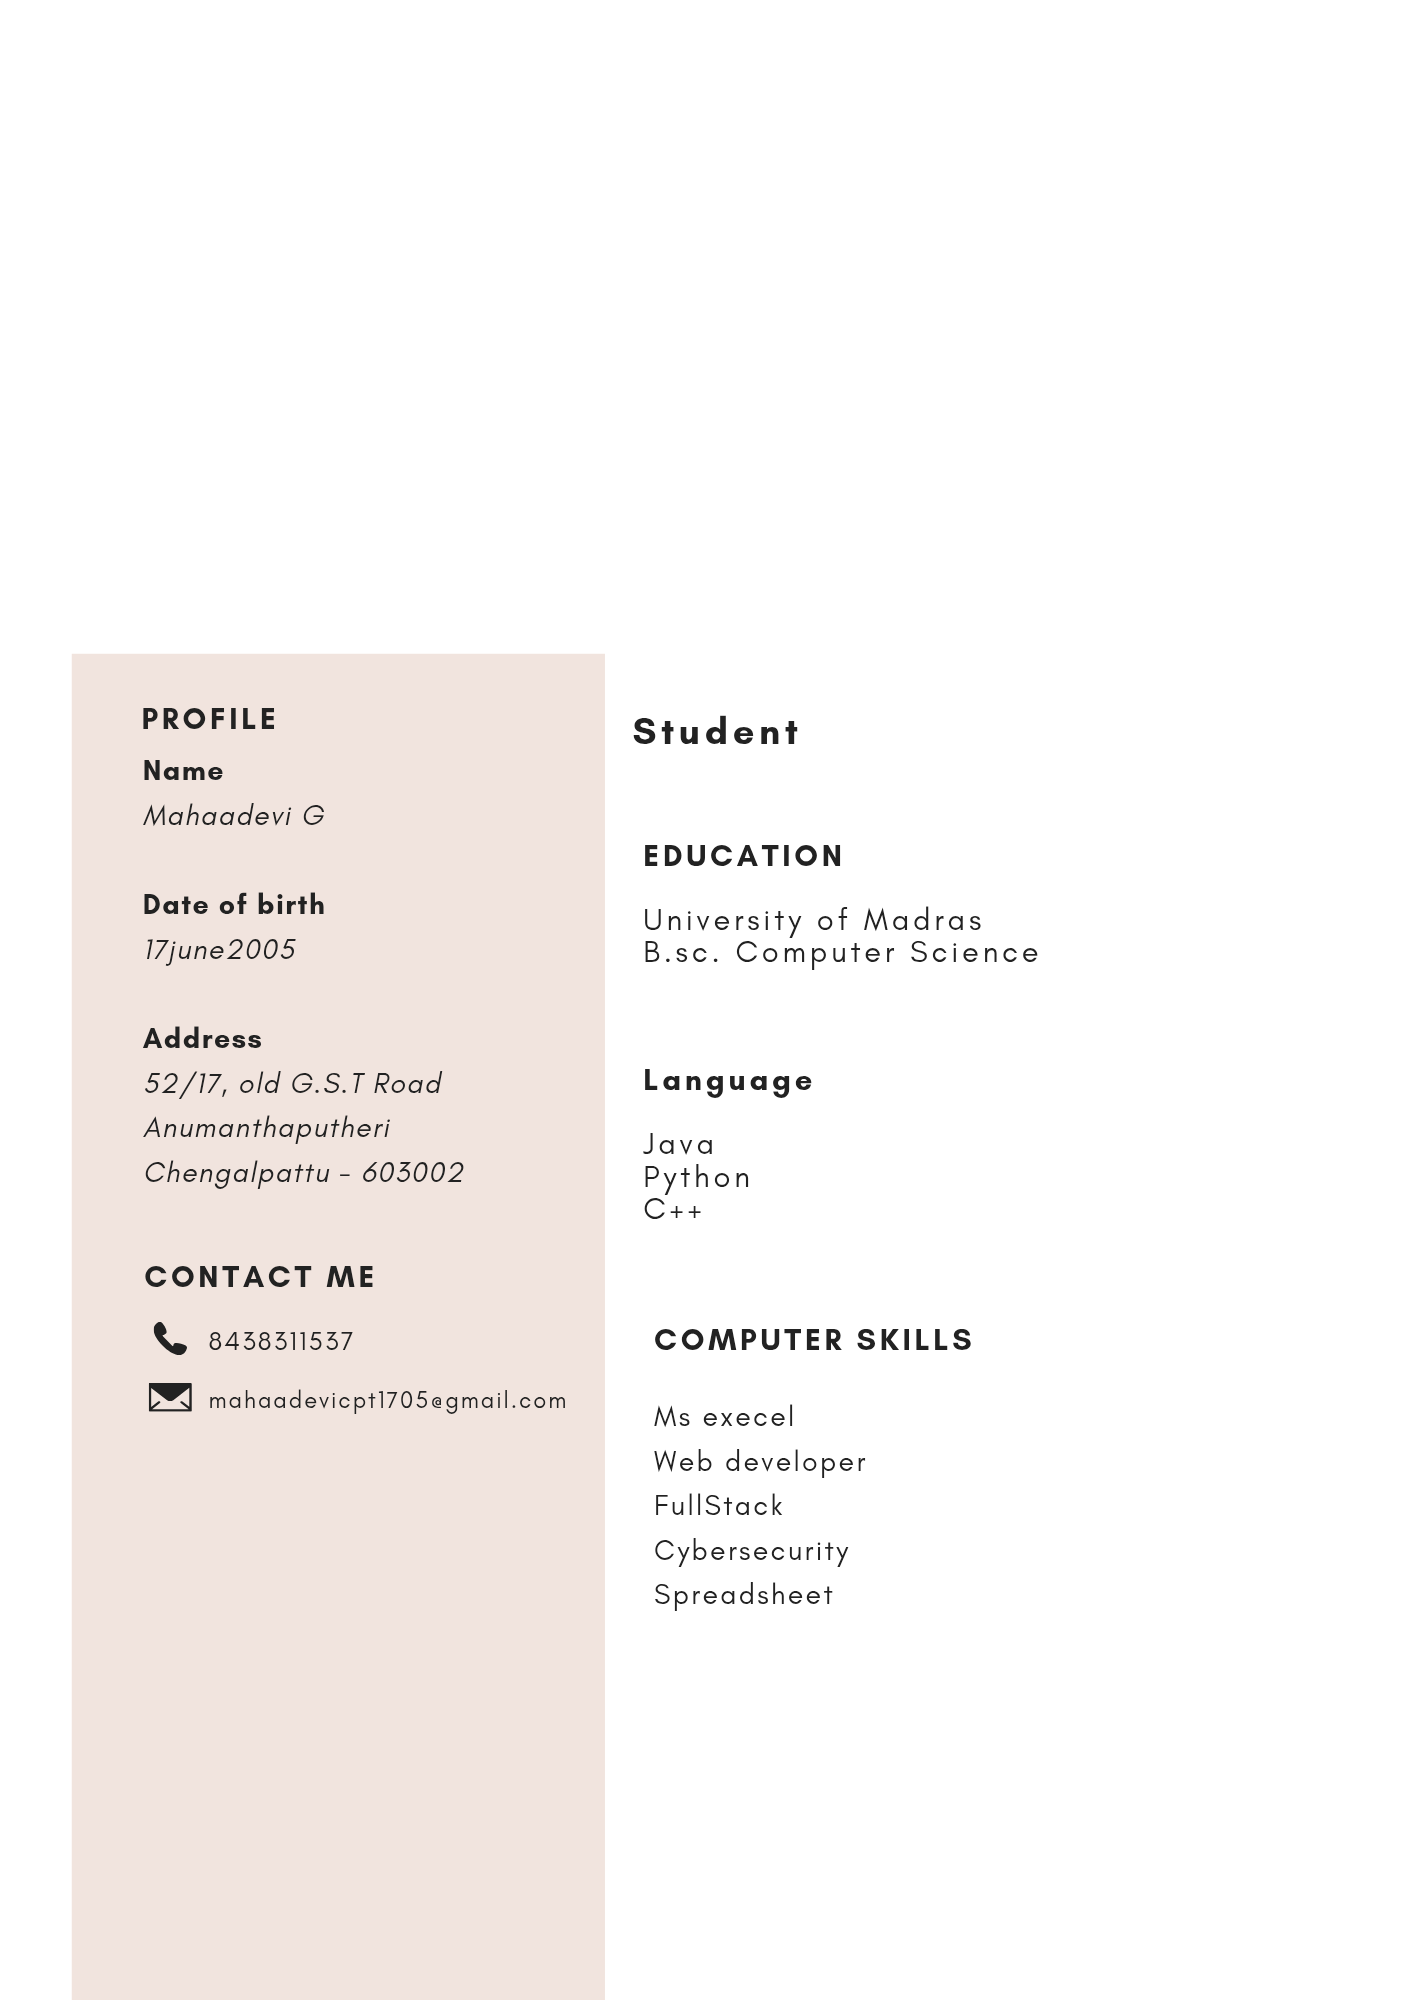 PROFILE
Name
Mahaadevi G
Date of birth
17june2005
Address
52/17, old G.S.T Road
Anumanthaputheri
Chengalpattu - 603002
CONTACT ME
8438311537
mahaadevicpt1705@gmail.com
Student
EDUCATION
University of Madras
B.sc. Computer Science
Language
Java
Python
C++
COMPUTER SKILLS
Ms execel
Web developer
FullStack
Cybersecurity
Spreadsheet